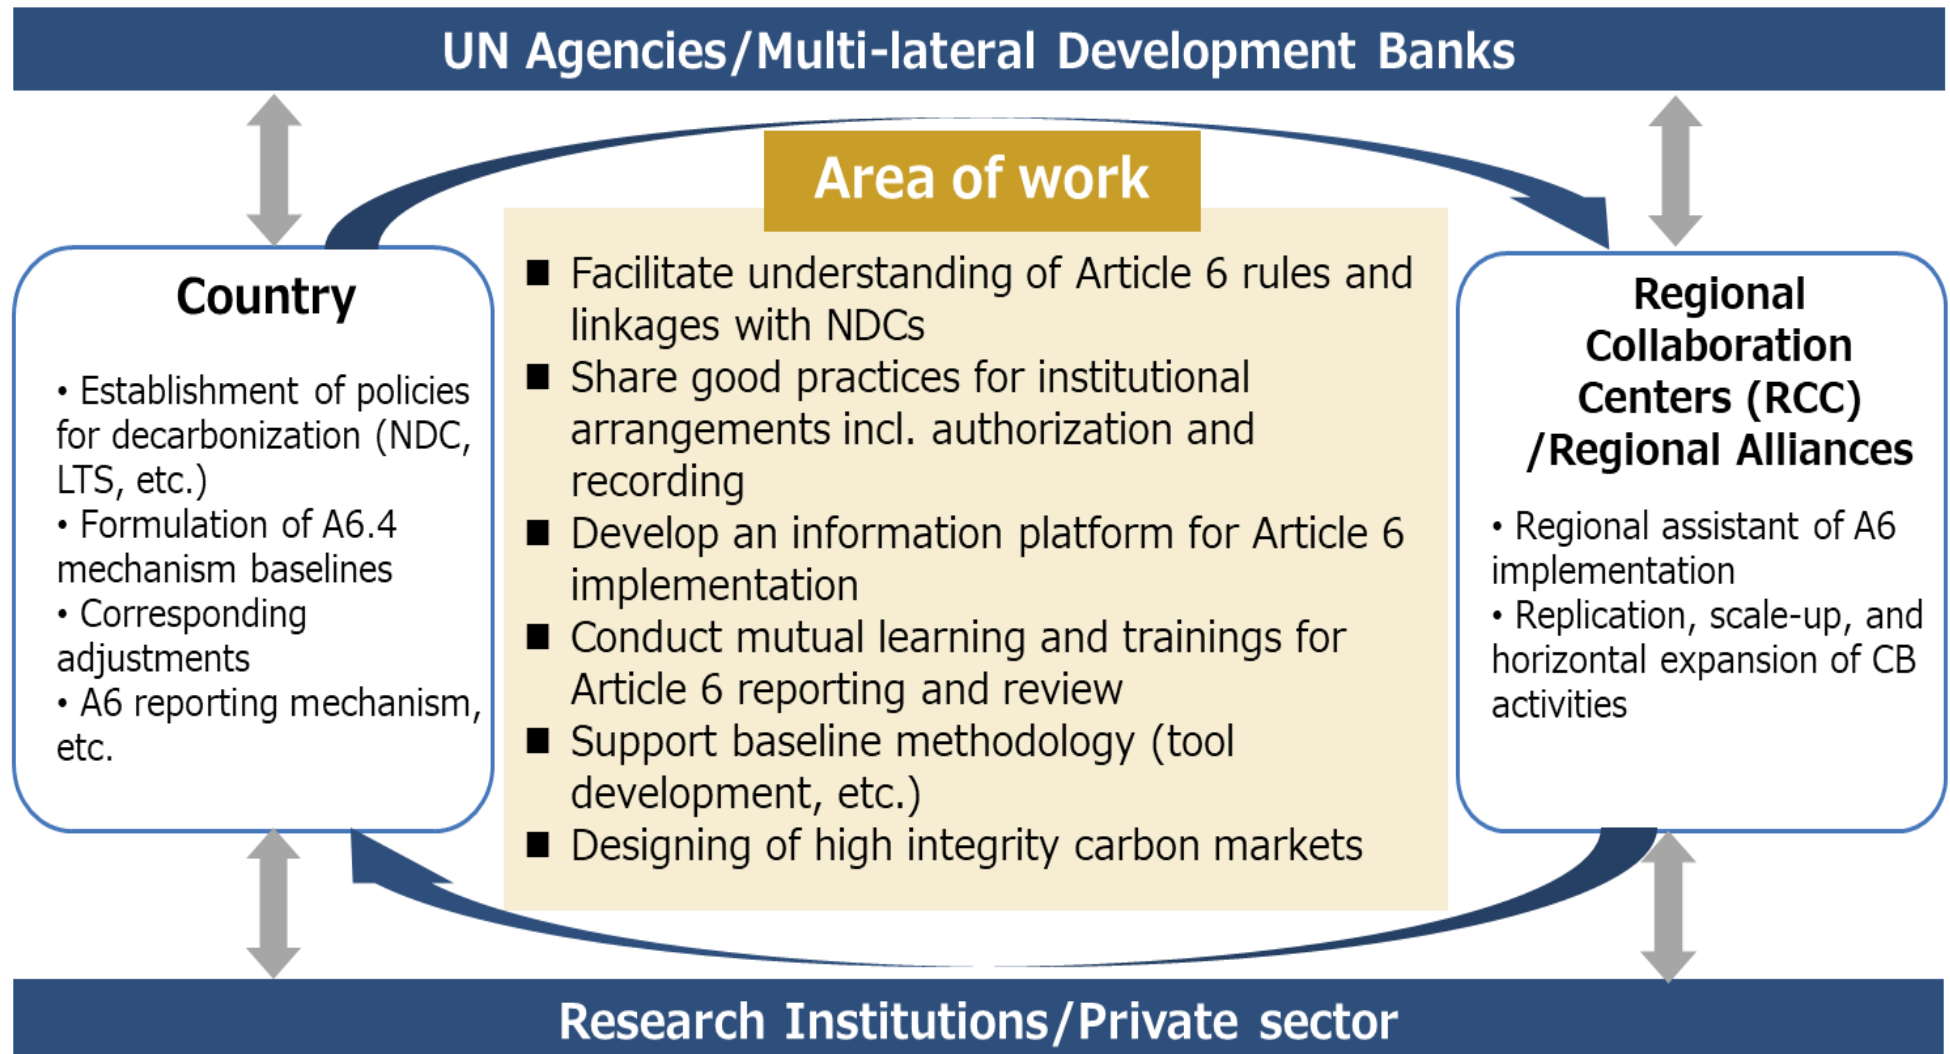 UN Agencies/Multi-lateral Development Banks
Area of work
Country
• Establishment of policies
for decarbonization (NDC,
LTS, etc.)
• Formulation of A6.4
mechanism baselines
• Corresponding
adjustments
• A6 reporting mechanism,
etc.
■ Facilitate understanding of Article 6 rules and
linkages with NDCs
■ Share good practices for institutional
arrangements incl. authorization and
recording
■ Develop an information platform for Article 6
implementation
■ Conduct mutual learning and trainings for
Article 6 reporting and review
■ Support baseline methodology (tool
development, etc.)
■ Designing of high integrity carbon markets
Regional
Collaboration
Centers (RCC)
/Regional Alliances
• Regional assistant of A6
implementation
• Replication, scale-up, and
horizontal expansion of CB
activities
Research Institutions/Private sector